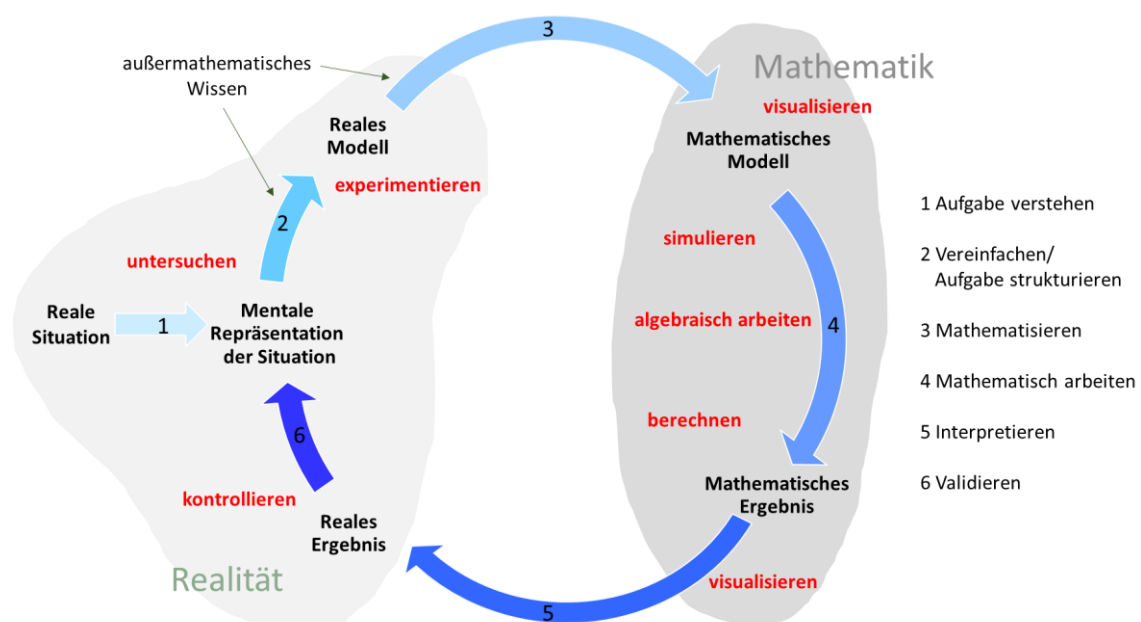 3
außermathematisches
Wissen
Mathematik
visualisieren
Reales
Modell
Mathematisches
Modell
experimentieren
2
untersuchen
simulieren
Reale
Situation
1
Mentale
Repräsentation
der Situation
algebraisch arbeiten
4
berechnen
6
kontrollieren
Reales
Ergebnis
Mathematisches
Ergebnis
Realität
visualisieren
5
1 Aufgabe verstehen
2 Vereinfachen/
Aufgabe strukturieren
3 Mathematisieren
4 Mathematisch arbeiten
5 Interpretieren
6 Validieren